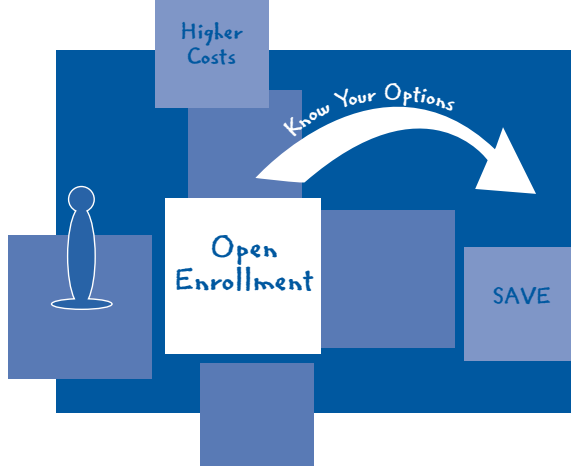 Higher
Costs
Know Your Options
Open
Enrollment
SAVE